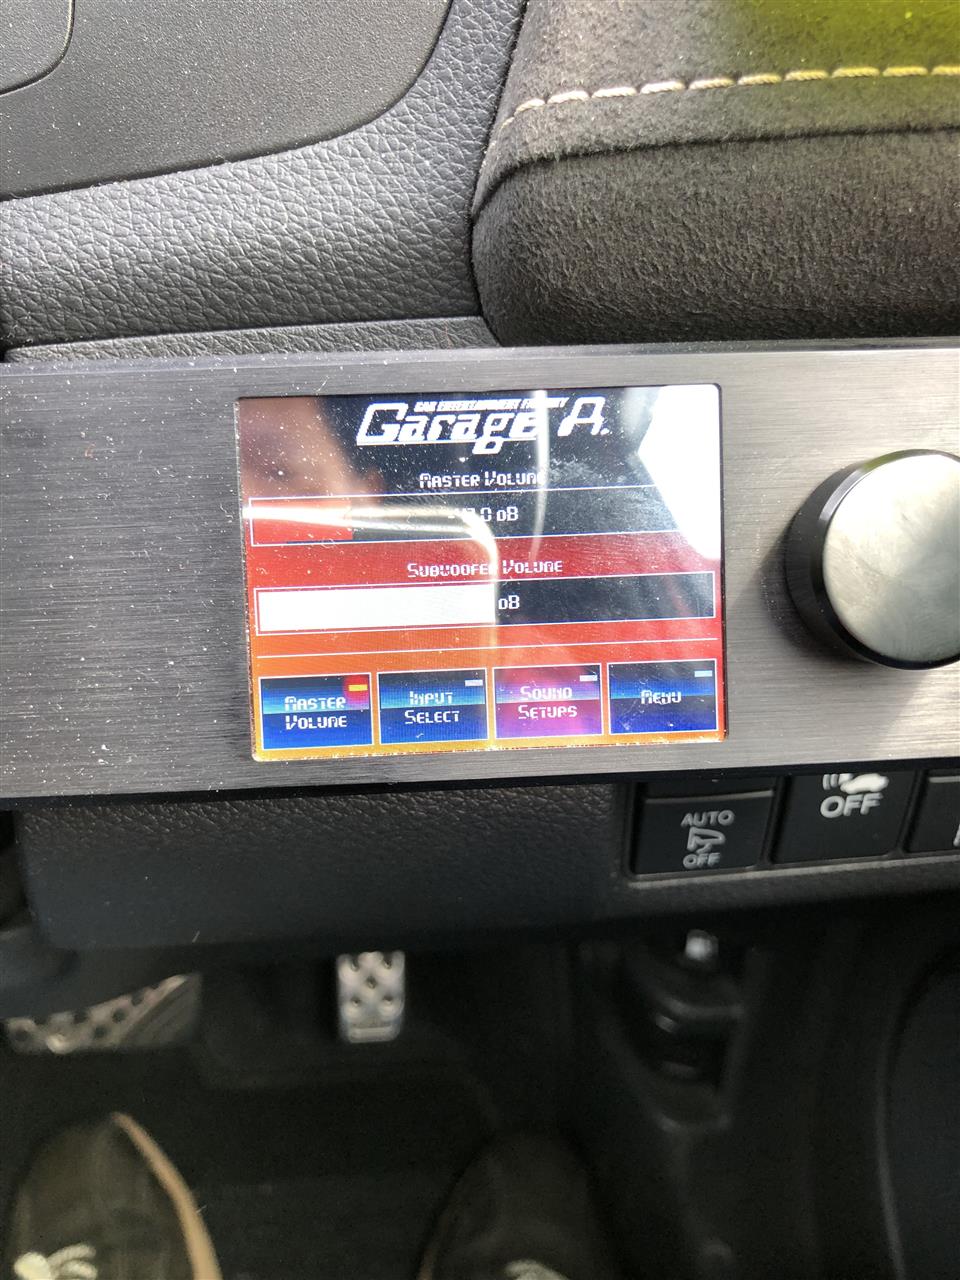 CAR ENTERTAINMENT FACTORY
Garage A.
MASTER VOLUME
dB
SUBWOOFER VOLUME
dB
MASTER
VOLUME
INPUT
SELECT
SOUND
SETUPS
MENU
OFF
AUTO
OFF